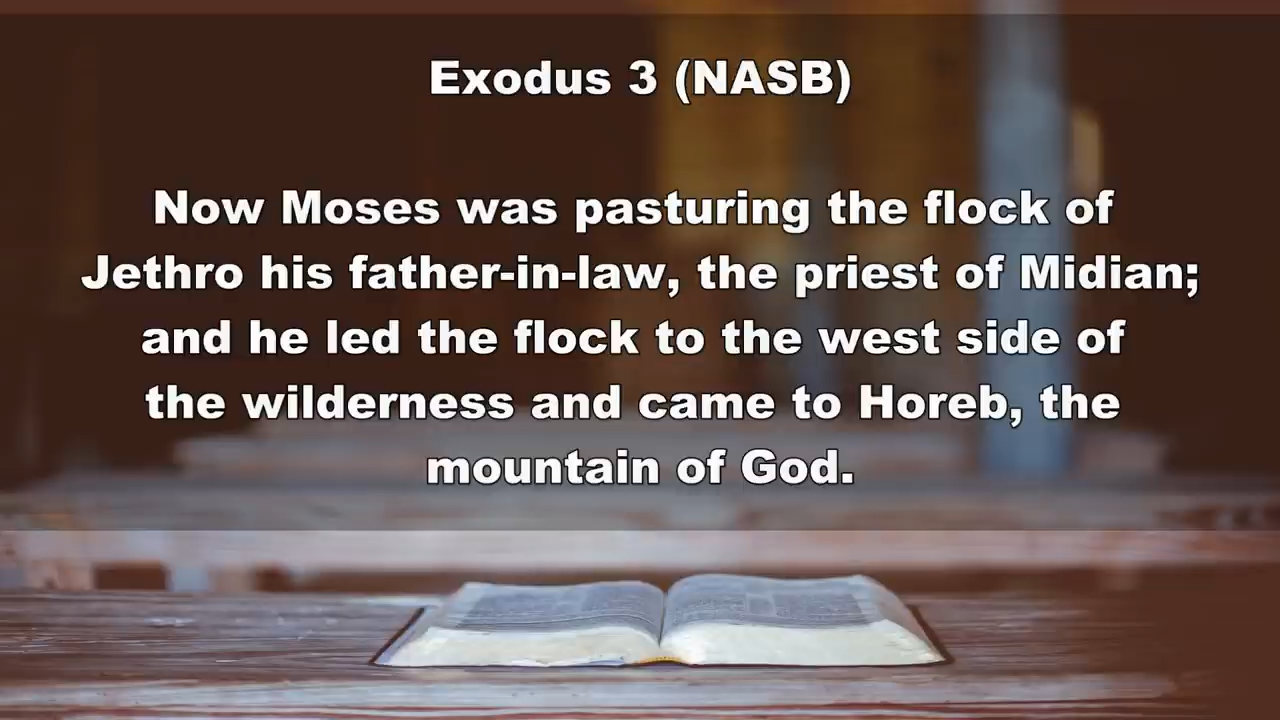 Exodus 3 (NASB)
Now Moses was pasturing the flock of
Jethro his father-in-law, the priest of Midian;
and he led the flock to the west side of
the wilderness and came to Horeb, the
mountain of God.